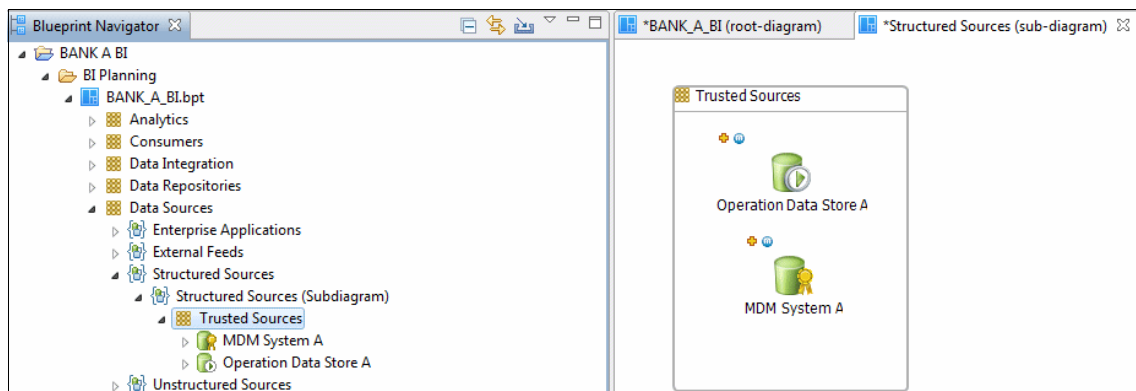 Blueprint Navigator
BANK A BI
BI Planning
BANK_A_BI.bpt
Analytics
Consumers
Data Integration
Data Repositories
Data Sources
Enterprise Applications
External Feeds
Structured Sources
Structured Sources (Subdiagram)
Trusted Sources
MDM System A
Operation Data Store A
Unstructured Sources
*BANK_A_BI (root-diagram)
*Structured Sources (sub-diagram)
Trusted Sources
Operation Data Store A
MDM System A